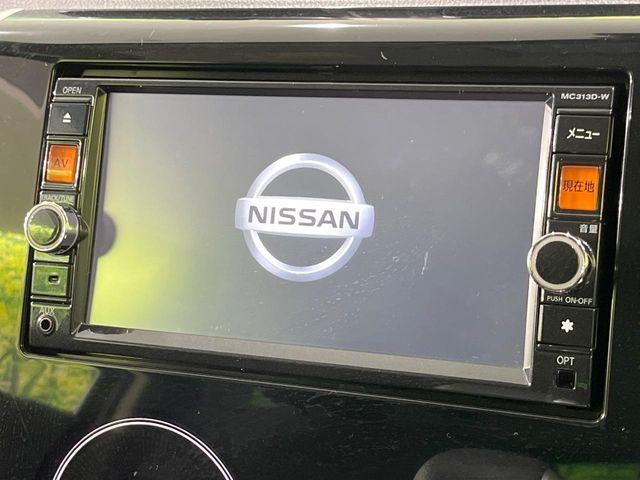 OPEN
MC313D-W
メニュー
AV
現在地
TRACK/TUNE
音量
NISSAN
PUSH ON-OFF
AUX
OPT